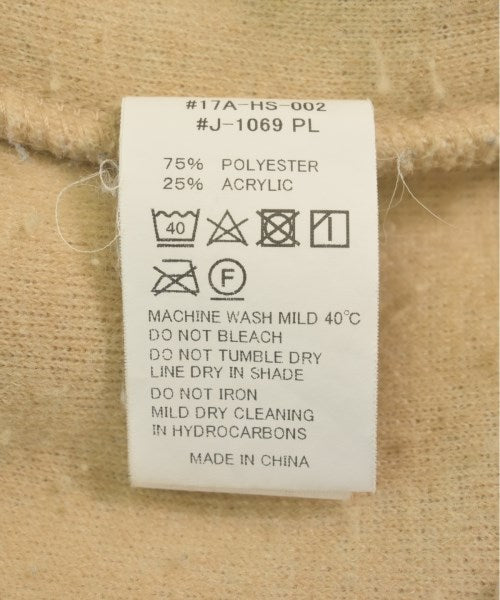 #17A-HS-002
#J-1069 PL
75% POLYESTER
25% ACRYLIC
40
F
MACHINE WASH MILD 40℃
DO NOT BLEACH
DO NOT TUMBLE DRY
LINE DRY IN SHADE
DO NOT IRON
MILD DRY CLEANING
IN HYDROCARBONS
MADE IN CHINA